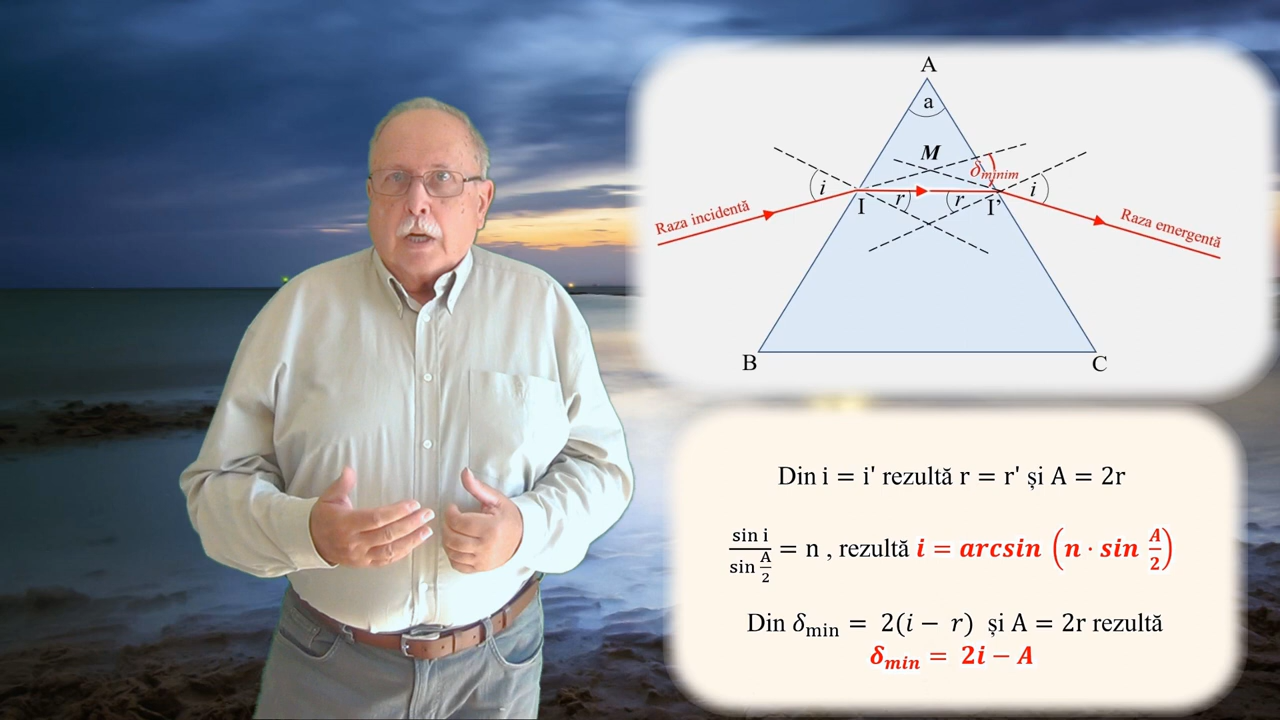 A
a
M
δminim
i
i
I
r
r
I'
Raza incidentă
Raza emergentă
B
C
Din i = i' rezultă r = r' și A = 2r
sin i / sin A/2 = n , rezultă i = arcsin (n · sin A/2)
Din δmin = 2(i − r) și A = 2r rezultă
δmin = 2i − A